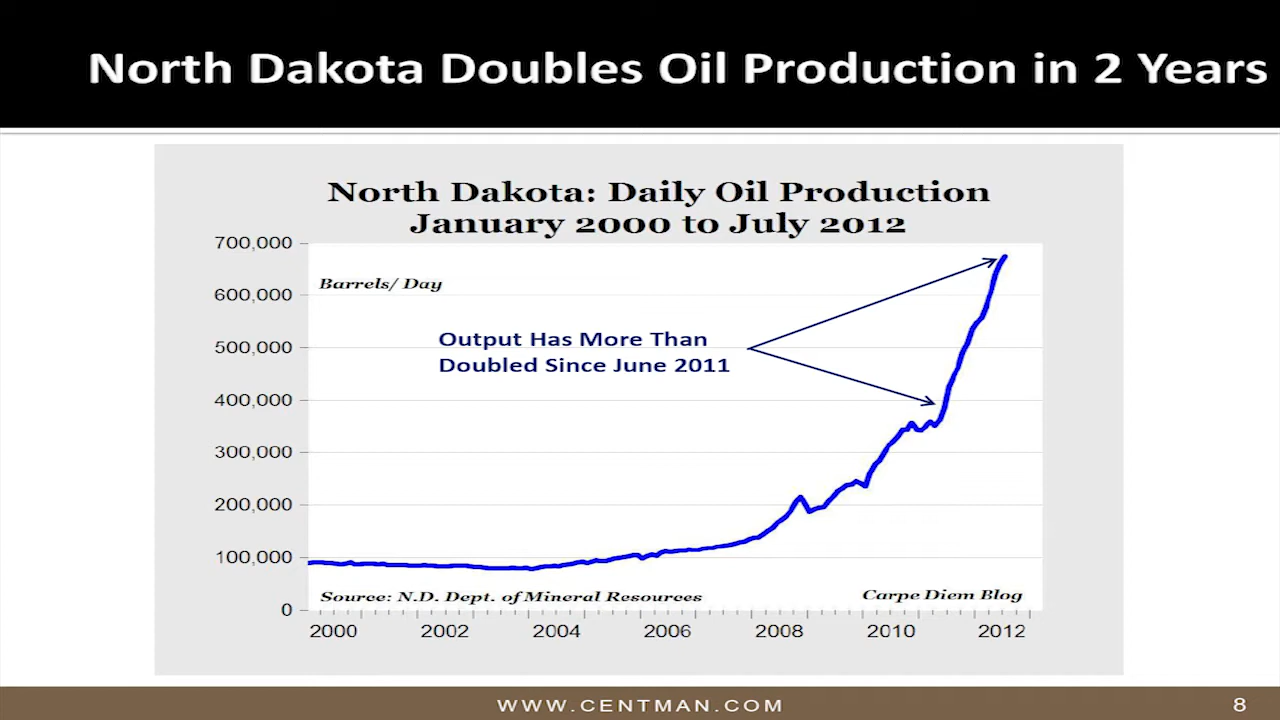 North Dakota Doubles Oil Production in 2 Years
North Dakota: Daily Oil Production
January 2000 to July 2012
700,000
Barrels/ Day
600,000
Output Has More Than
500,000
Doubled Since June 2011
400,000
300,000
200,000
100,000
Source: N.D. Dept. of Mineral Resources
Carpe Diem Blog
0
2000 2002 2004 2006 2008 2010 2012
WWW.CENTMAN.COM
8